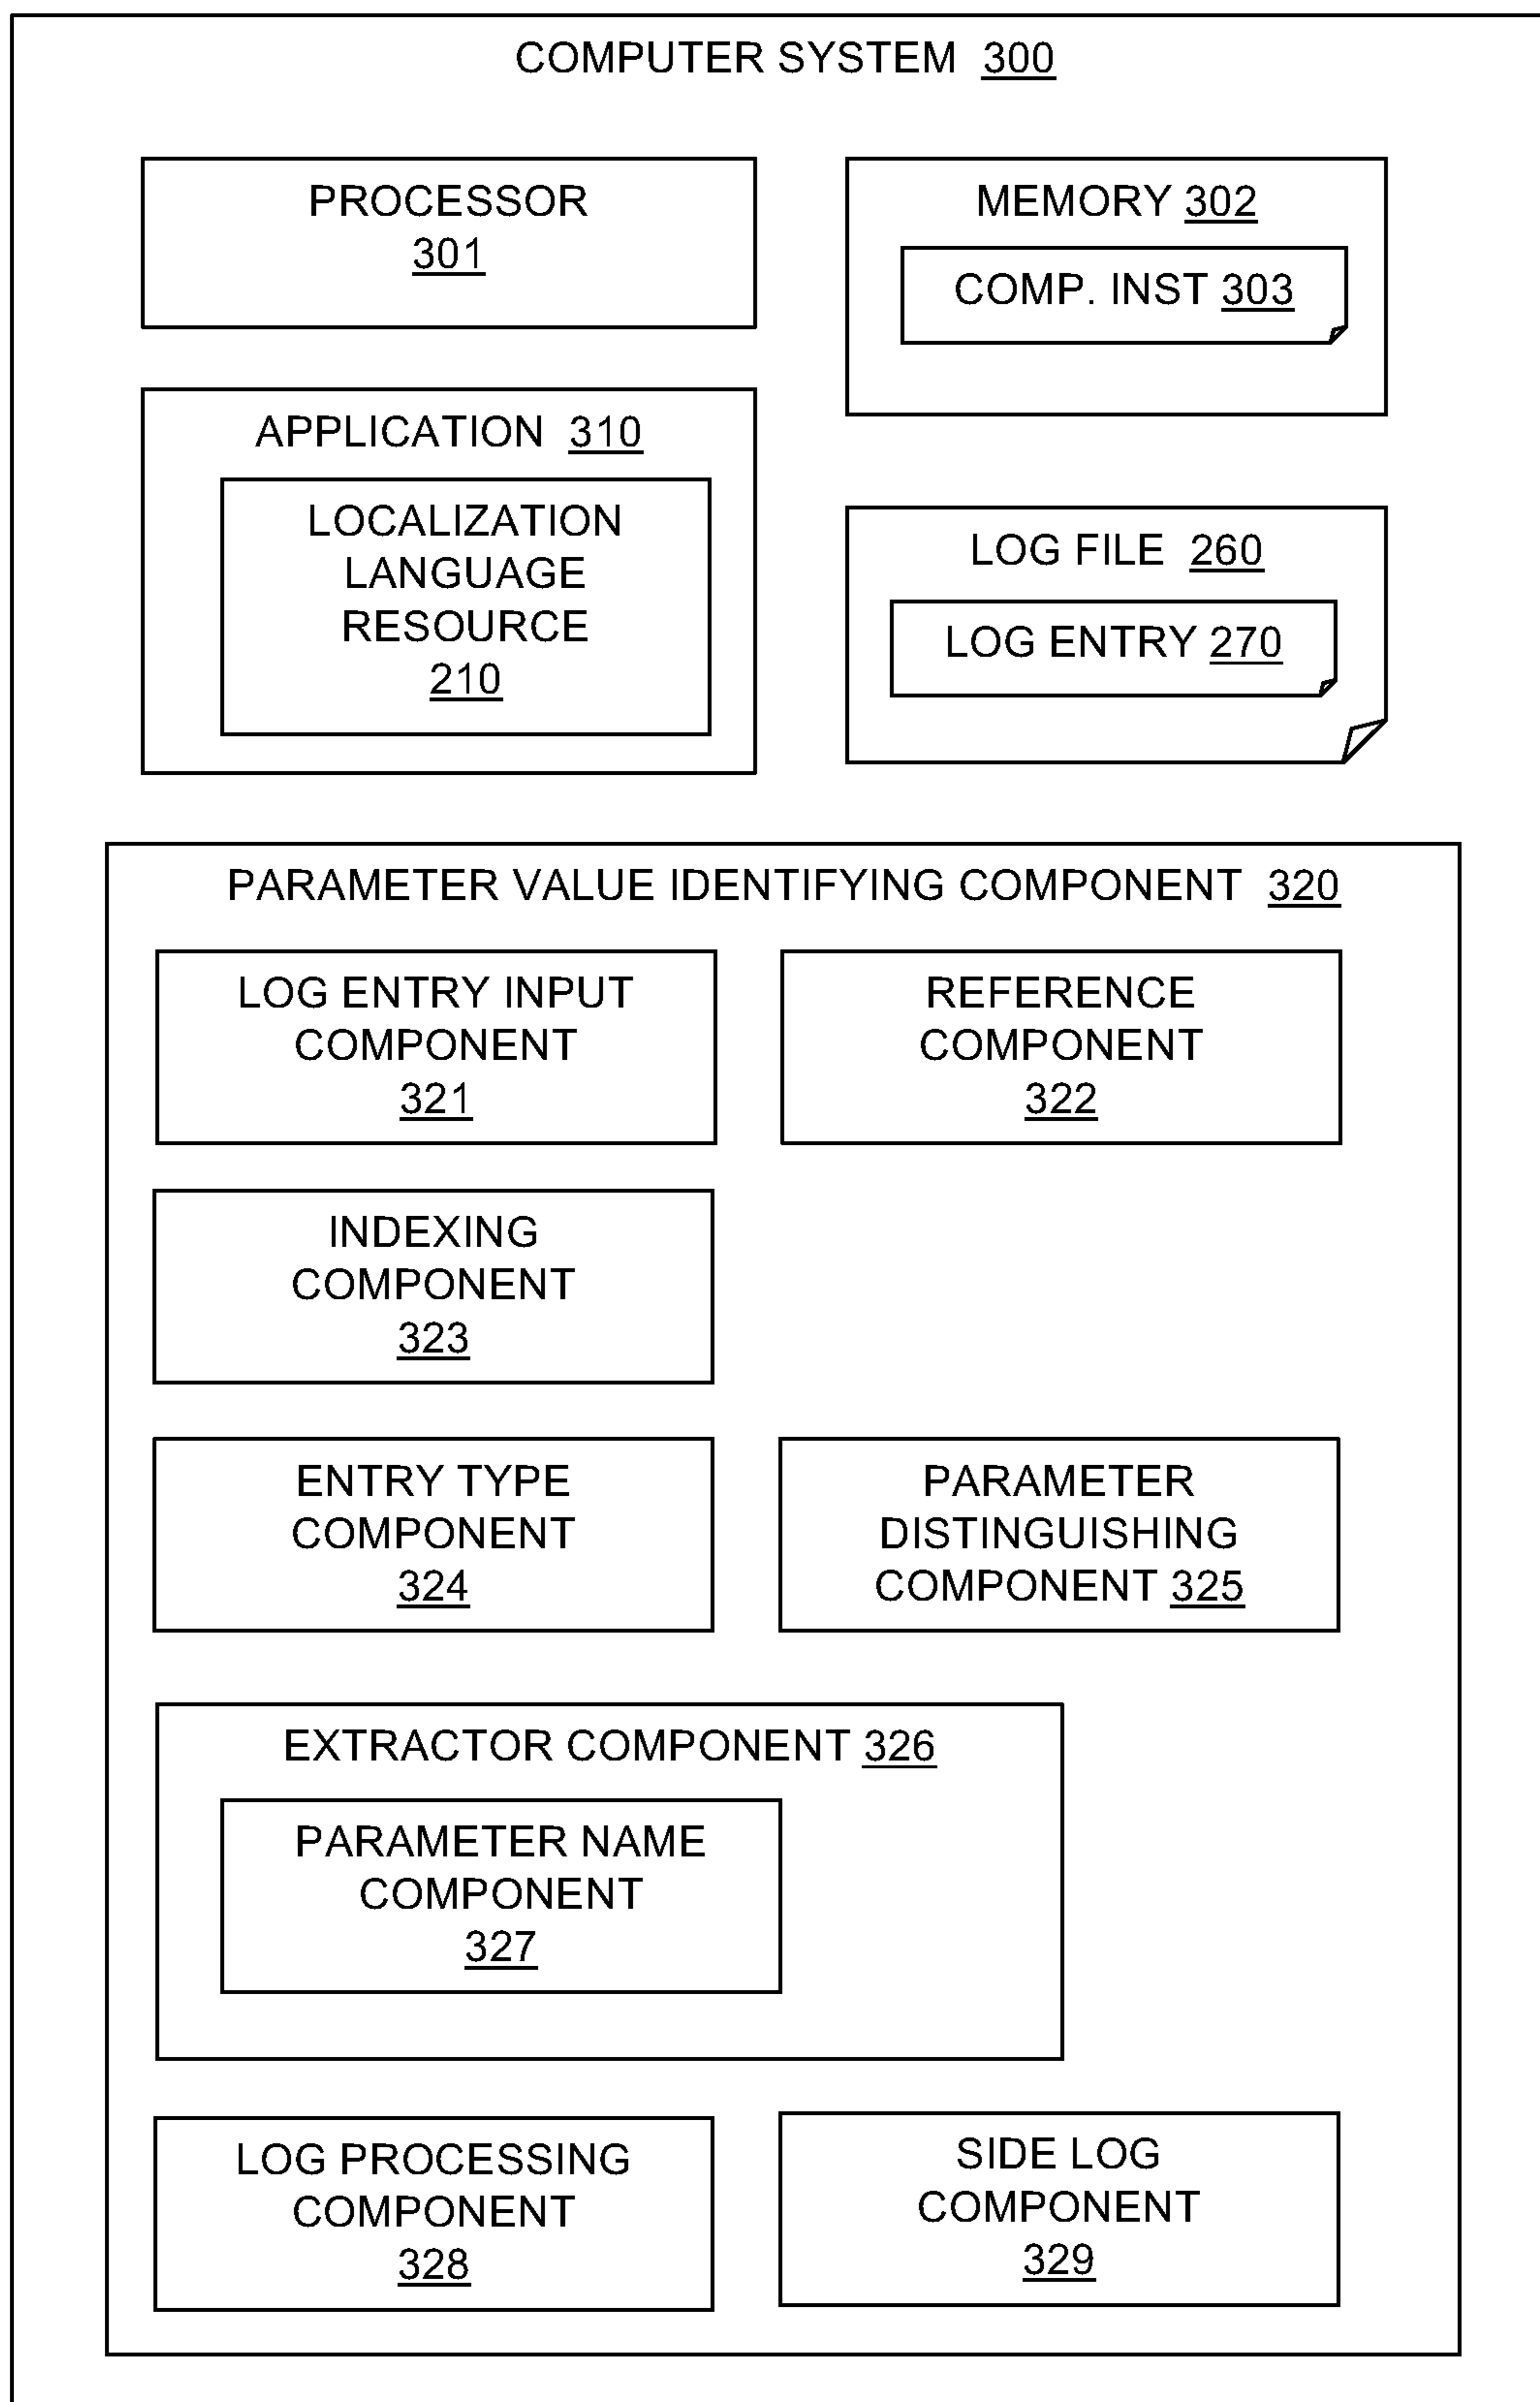 COMPUTER SYSTEM 300
PROCESSOR
301
MEMORY 302
COMP. INST 303
APPLICATION 310
LOCALIZATION
LANGUAGE
RESOURCE
210
LOG FILE 260
LOG ENTRY 270
PARAMETER VALUE IDENTIFYING COMPONENT 320
LOG ENTRY INPUT
COMPONENT
321
REFERENCE
COMPONENT
322
INDEXING
COMPONENT
323
ENTRY TYPE
COMPONENT
324
PARAMETER
DISTINGUISHING
COMPONENT 325
EXTRACTOR COMPONENT 326
PARAMETER NAME
COMPONENT
327
LOG PROCESSING
COMPONENT
328
SIDE LOG
COMPONENT
329